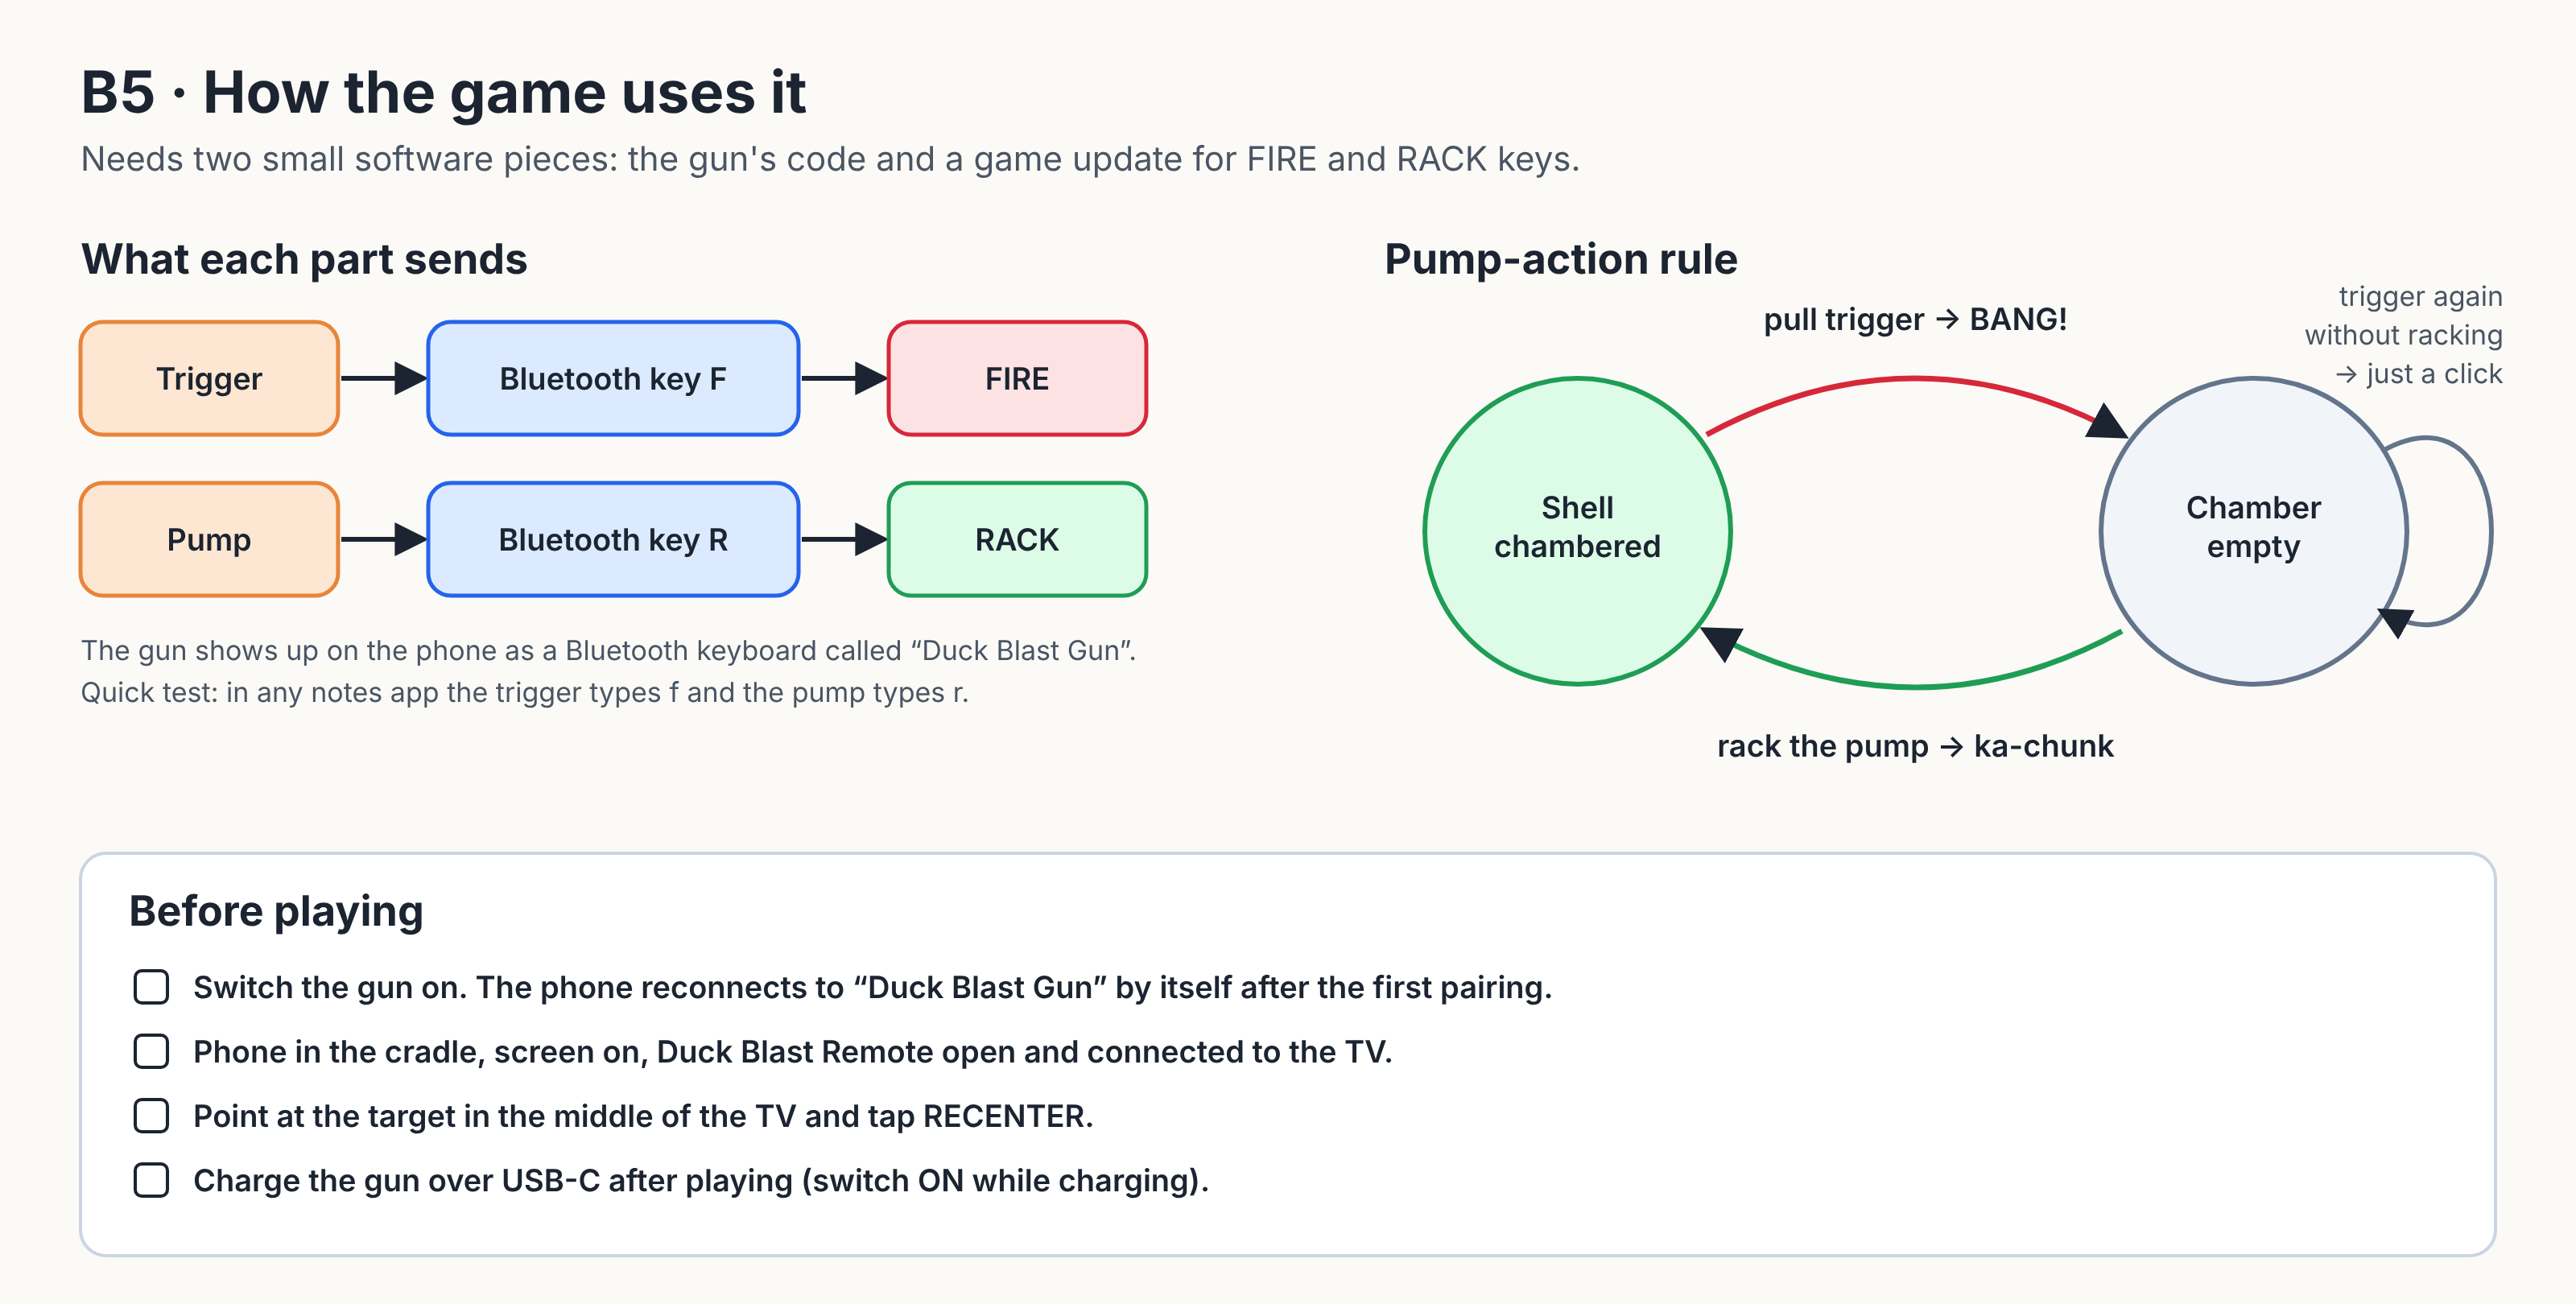 B5 · How the game uses it
Needs two small software pieces: the gun's code and a game update for FIRE and RACK keys.
What each part sends
Trigger
Bluetooth key F
FIRE
Pump
Bluetooth key R
RACK
The gun shows up on the phone as a Bluetooth keyboard called “Duck Blast Gun”.
Quick test: in any notes app the trigger types f and the pump types r.
Pump-action rule
pull trigger → BANG!
trigger again
without racking
→ just a click
Shell
chambered
Chamber
empty
rack the pump → ka-chunk
Before playing
Switch the gun on. The phone reconnects to “Duck Blast Gun” by itself after the first pairing.
Phone in the cradle, screen on, Duck Blast Remote open and connected to the TV.
Point at the target in the middle of the TV and tap RECENTER.
Charge the gun over USB-C after playing (switch ON while charging).